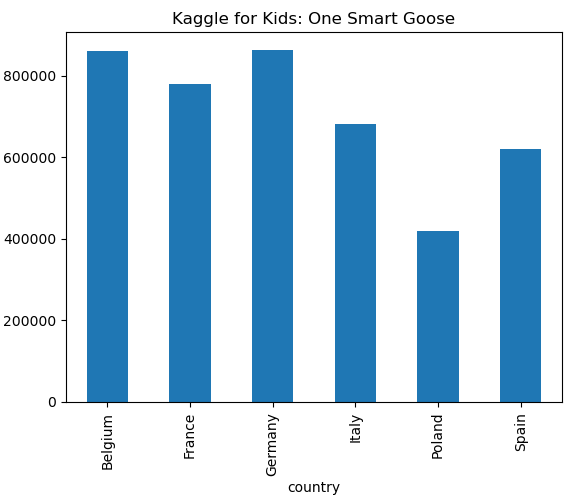 Kaggle for Kids: One Smart Goose
800000
600000
400000
200000
0
Belgium
France
Germany
Italy
Poland
Spain
country